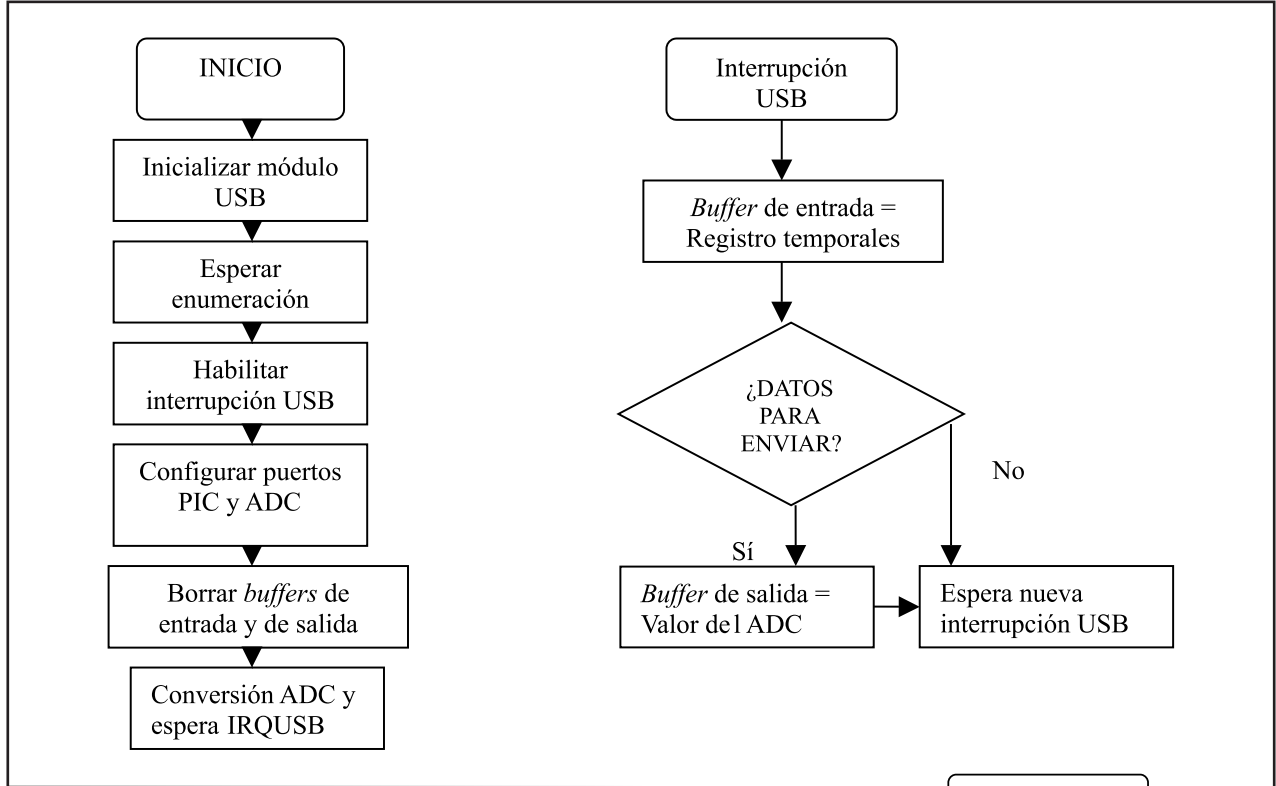 INICIO
Inicializar módulo
USB
Esperar
enumeración
Habilitar
interrupción USB
Configurar puertos
PIC y ADC
Borrar buffers de
entrada y de salida
Conversión ADC y
espera IRQUSB
Interrupción
USB
Buffer de entrada =
Registro temporales
¿DATOS
PARA
ENVIAR?
No
Sí
Buffer de salida =
Valor del ADC
Espera nueva
interrupción USB